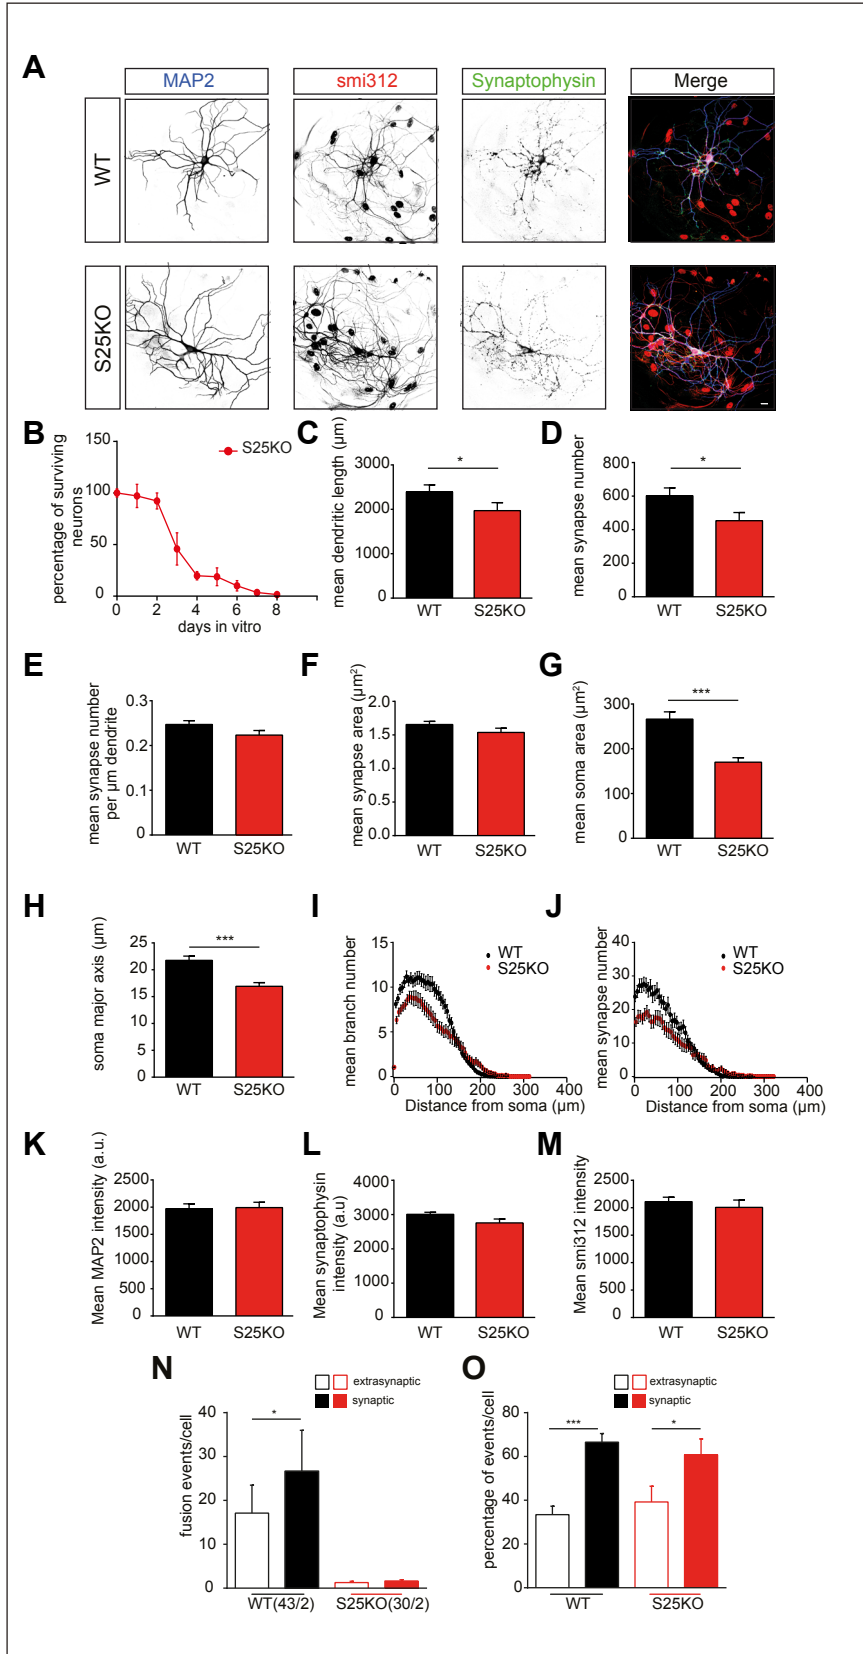 A
MAP2 smi312 Synaptophysin Merge
WT
S25KO
B
percentage of surviving
neurons
150
100
50
0
0 2 4 6 8
days in vitro
S25KO
C
mean dendritic length (µm)
3000
2000
1000
0
*
WT S25KO
D
mean synapse number
800
600
400
200
0
*
WT S25KO
E
mean synapse number
per µm dendrite
0.3
0.2
0.1
0
WT S25KO
F
mean synapse area (µm²)
2.0
1.5
1.0
0.5
0.0
WT S25KO
G
mean soma area (µm²)
300
200
100
0
***
WT S25KO
H
soma major axis (µm)
25
20
15
10
5
0
***
WT S25KO
I
mean branch number
15
10
5
0
WT
S25KO
0 100 200 300 400
Distance from soma (µm)
J
mean synapse number
40
30
20
10
0
WT
S25KO
0 100 200 300 400
Distance from soma (µm)
K
Mean MAP2 intensity (a.u.)
2500
2000
1500
1000
500
0
WT S25KO
L
Mean synaptophysin
intensity (a.u)
4000
3000
2000
1000
0
WT S25KO
M
Mean smi312 intensity
2500
2000
1500
1000
500
0
WT S25KO
N
extrasynaptic
synaptic
fusion events/cell
40
30
20
10
0
*
WT(43/2) S25KO(30/2)
O
extrasynaptic
synaptic
percentage of events/cell
80
60
40
20
0
*** *
WT S25KO